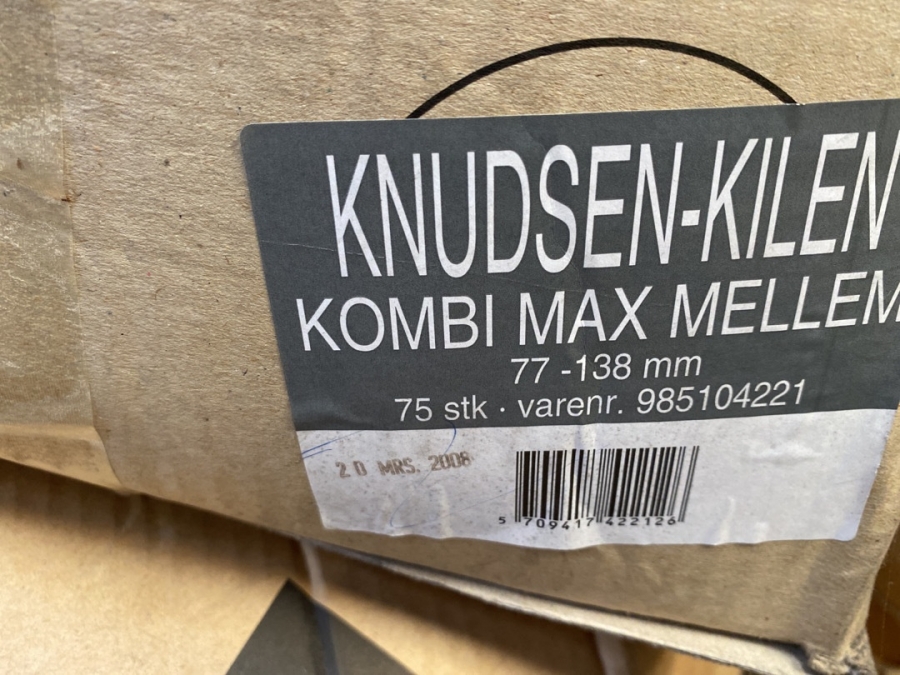 KNUDSEN-KILEN
KOMBI MAX MELLEM
77 -138 mm
75 stk · varenr. 985104221
20 MRS. 2008
5 709417 422126